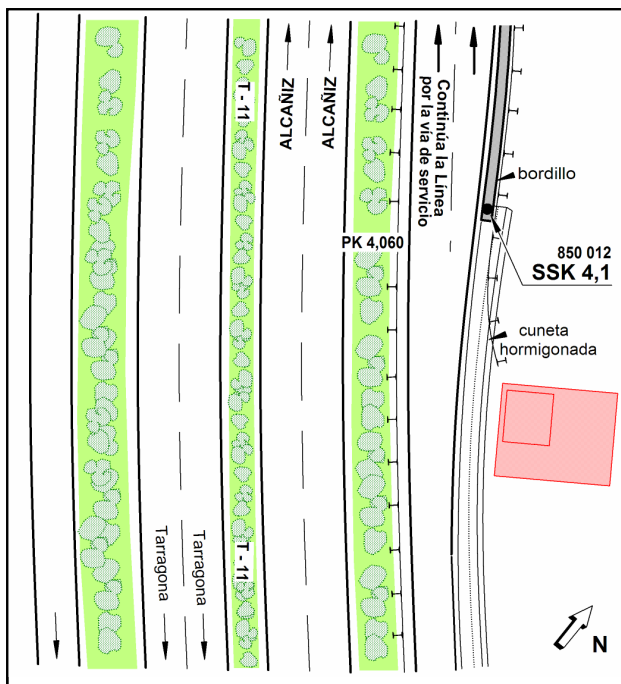 T - 11
ALCAÑIZ
ALCAÑIZ
Continúa la Línea
por la vía de servicio
bordillo
PK 4,060
850 012
SSK 4,1
cuneta
hormigonada
Tarragona
Tarragona
T - 11
N